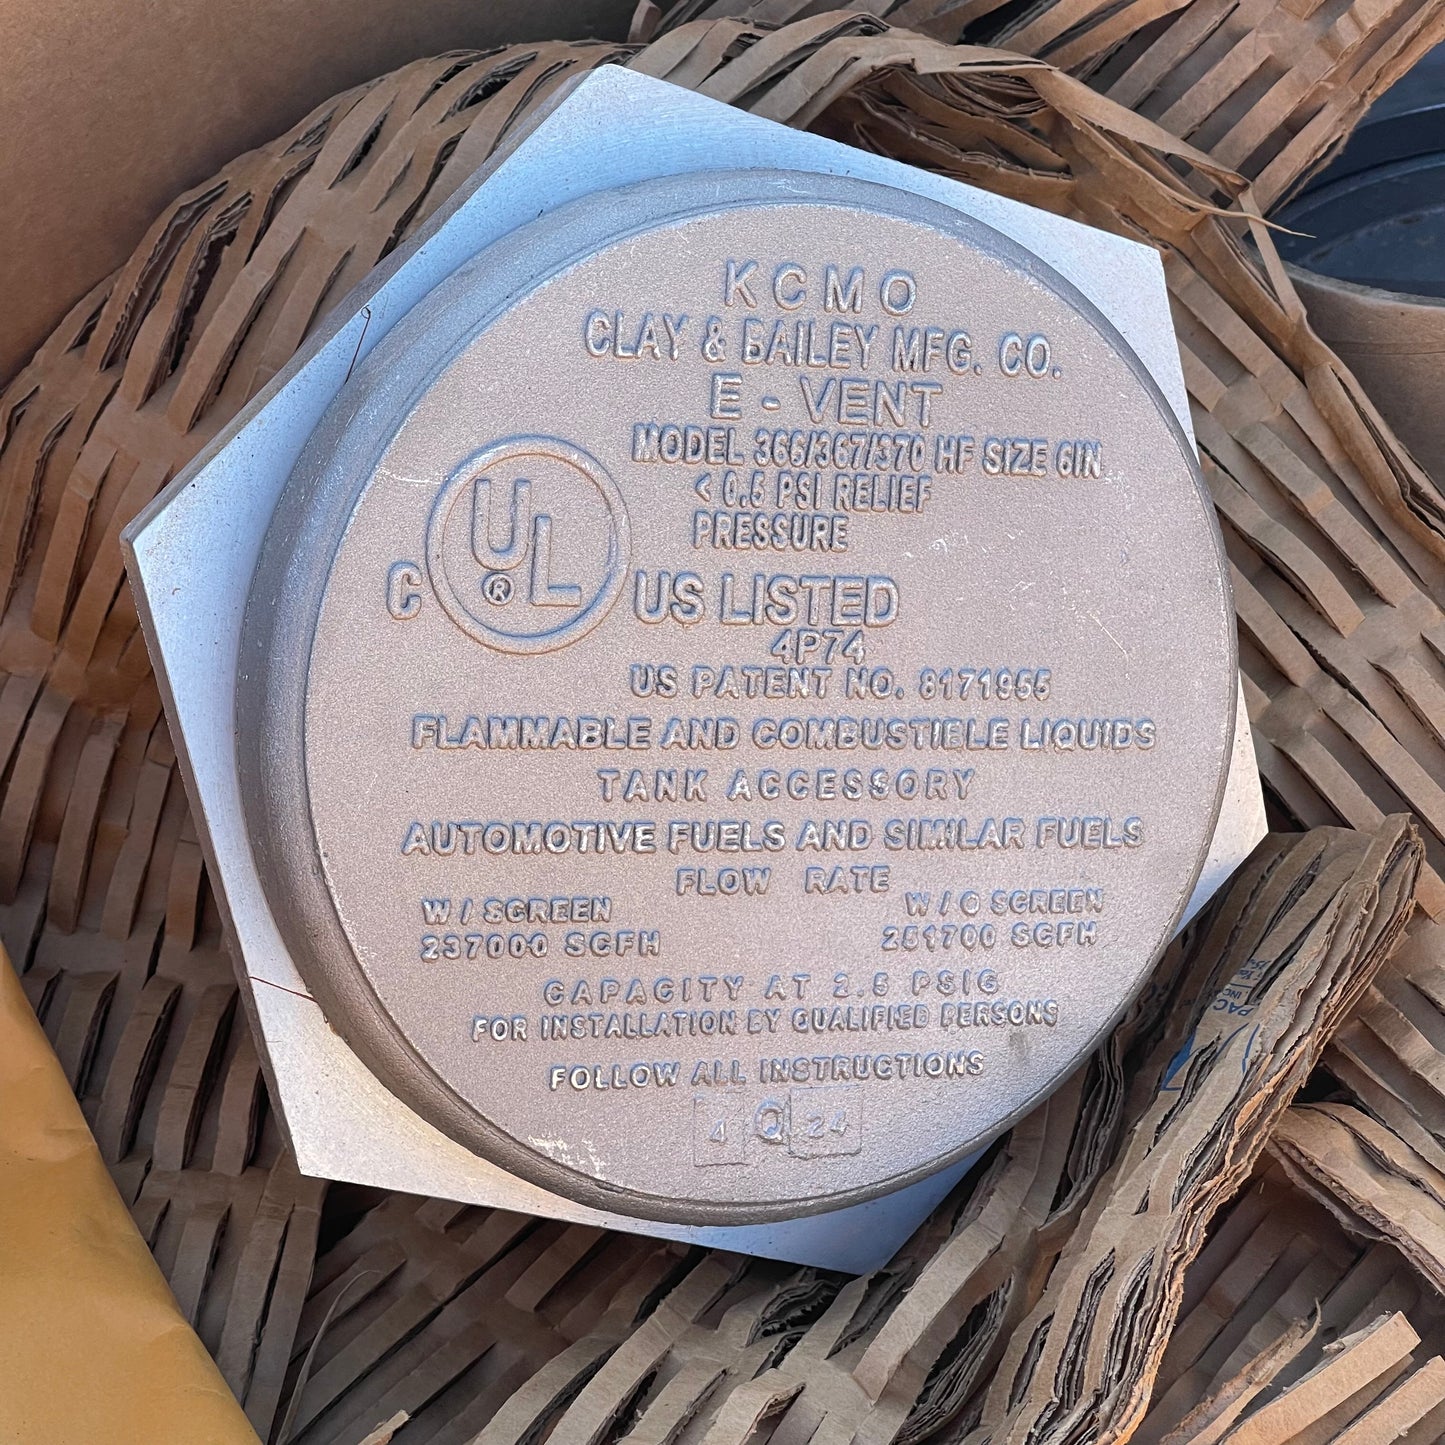 KCMO
CLAY & BAILEY MFG. CO.
E - VENT
MODEL 366/367/370 HF SIZE 6IN
< 0.5 PSI RELIEF
PRESSURE
C UL ® US LISTED
4P74
US PATENT NO. 8171955
FLAMMABLE AND COMBUSTIBLE LIQUIDS
TANK ACCESSORY
AUTOMOTIVE FUELS AND SIMILAR FUELS
FLOW RATE
W / SCREEN W / O SCREEN
237000 SCFH 251700 SCFH
CAPACITY AT 2.5 PSIG
FOR INSTALLATION BY QUALIFIED PERSONS
FOLLOW ALL INSTRUCTIONS
4 Q 24